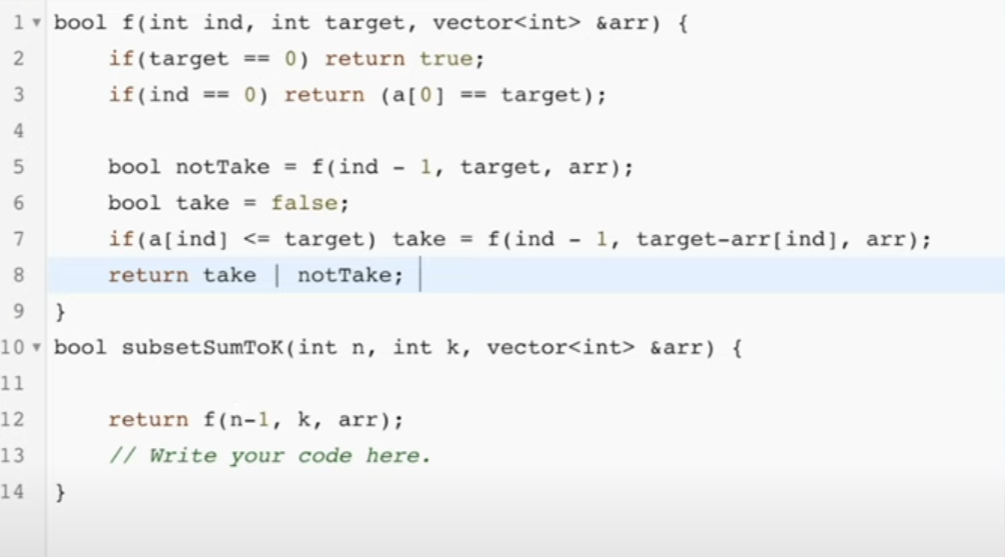 1 bool f(int ind, int target, vector<int> &arr) {
2 if(target == 0) return true;
3 if(ind == 0) return (a[0] == target);
4
5 bool notTake = f(ind - 1, target, arr);
6 bool take = false;
7 if(a[ind] <= target) take = f(ind - 1, target-arr[ind], arr);
8 return take | notTake;
9 }
10 bool subsetSumToK(int n, int k, vector<int> &arr) {
11
12 return f(n-1, k, arr);
13 // Write your code here.
14 }